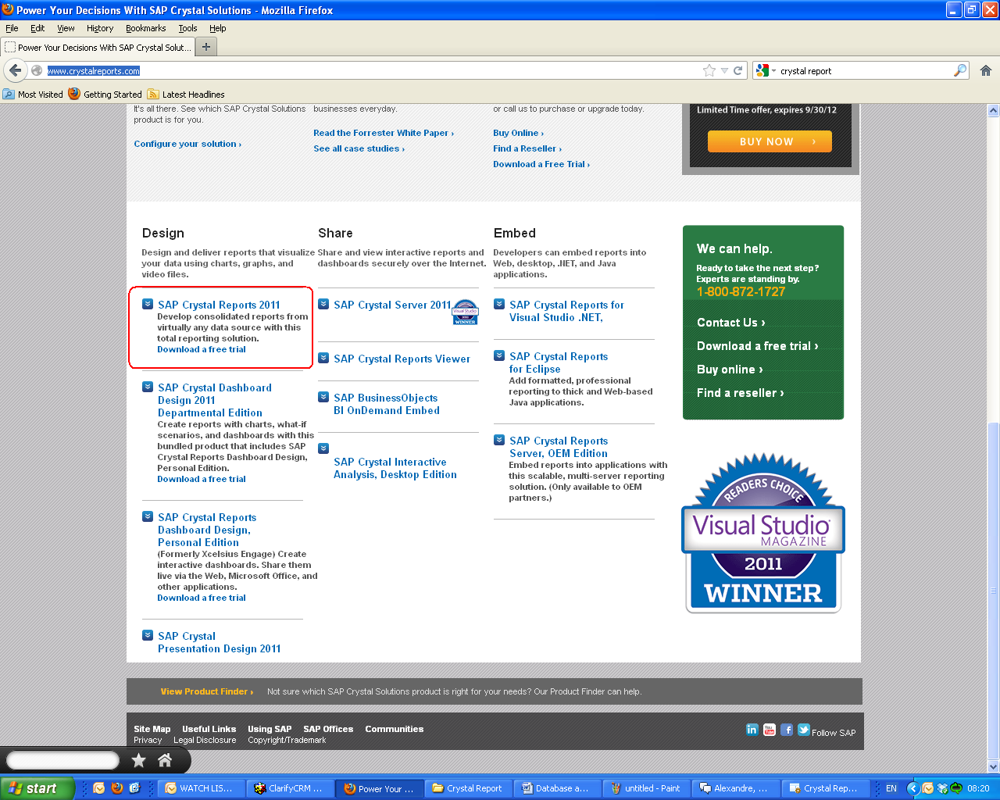 Power Your Decisions With SAP Crystal Solutions - Mozilla Firefox
File Edit View History Bookmarks Tools Help
Power Your Decisions With SAP Crystal Solut...
www.crystalreports.com
crystal report
Most Visited Getting Started Latest Headlines
It's all there. See which SAP Crystal Solutions
product is for you.
Configure your solution ›
businesses everyday.
Read the Forrester White Paper ›
See all case studies ›
or call us to purchase or upgrade today.
Buy Online ›
Find a Reseller ›
Download a Free Trial ›
Limited Time offer, expires 9/30/12
BUY NOW ›
Design
Design and deliver reports that visualize
your data using charts, graphs, and
video files.
SAP Crystal Reports 2011
Develop consolidated reports from
virtually any data source with this
total reporting solution.
Download a free trial
SAP Crystal Dashboard
Design 2011
Departmental Edition
Create reports with charts, what-if
scenarios, and dashboards with this
bundled product that includes SAP
Crystal Reports Dashboard Design,
Personal Edition.
Download a free trial
SAP Crystal Reports
Dashboard Design,
Personal Edition
(Formerly Xcelsius Engage) Create
interactive dashboards. Share them
live via the Web, Microsoft Office, and
other applications.
Download a free trial
SAP Crystal
Presentation Design 2011
Share
Share and view interactive reports and
dashboards securely over the Internet.
SAP Crystal Server 2011
WINNER
SAP Crystal Reports Viewer
SAP BusinessObjects
BI OnDemand Embed
SAP Crystal Interactive
Analysis, Desktop Edition
Embed
Developers can embed reports into
Web, desktop, .NET, and Java
applications.
SAP Crystal Reports for
Visual Studio .NET,
SAP Crystal Reports
for Eclipse
Add formatted, professional
reporting to thick and Web-based
Java applications.
SAP Crystal Reports
Server, OEM Edition
Embed reports into applications with
this scalable, multi-server reporting
solution. (Only available to OEM
partners.)
We can help.
Ready to take the next step?
Experts are standing by.
1-800-872-1727
Contact Us ›
Download a free trial ›
Buy online ›
Find a reseller ›
READERS CHOICE
Visual Studio
MAGAZINE
2011
WINNER
View Product Finder › Not sure which SAP Crystal Solutions product is right for your needs? Our Product Finder can help.
Site Map Useful Links Using SAP SAP Offices Communities
Privacy Legal Disclosure Copyright/Trademark
Follow SAP
start WATCH LIS... ClarifyCRM ... Power Your ... Crystal Report Database a... untitled - Paint Alexandre, ... Crystal Rep... EN 08:20